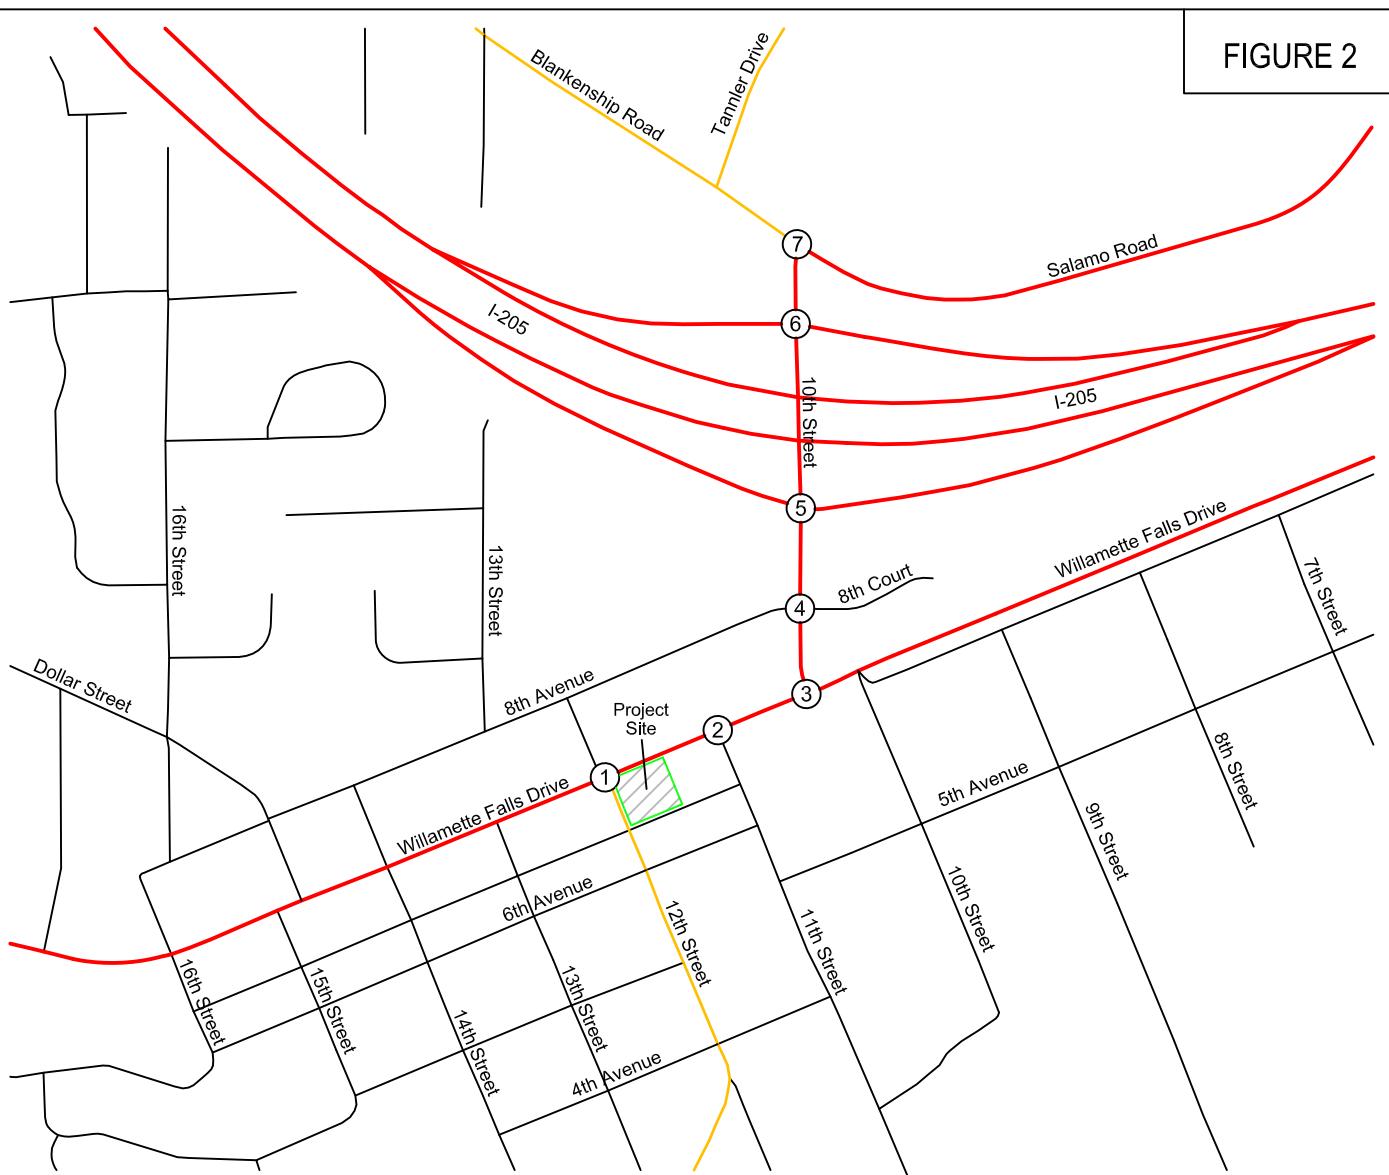 FIGURE 2
Blankenship Road
Tannler Drive
7
Salamo Road
I-205
6
10th Street
I-205
5
16th Street
13th Street
Willamette Falls Drive
8th Court
4
7th Street
Dollar Street
8th Avenue
3
Project
Site
2
1
8th Street
Willamette Falls Drive
5th Avenue
9th Street
6th Avenue
10th Street
12th Street
11th Street
16th Street
15th Street
13th Street
14th Street
4th Avenue